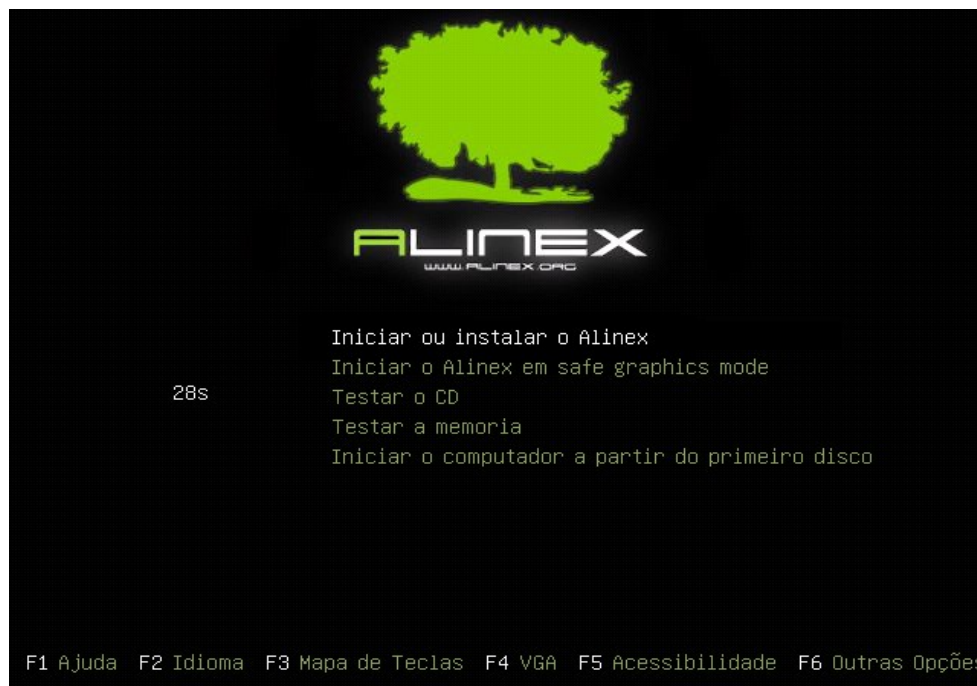 ALINEX
WWW.ALINEX.ORG
Iniciar ou instalar o Alinex
Iniciar o Alinex em safe graphics mode
28s
Testar o CD
Testar a memoria
Iniciar o computador a partir do primeiro disco
F1 Ajuda F2 Idioma F3 Mapa de Teclas F4 VGA F5 Acessibilidade F6 Outras Opções